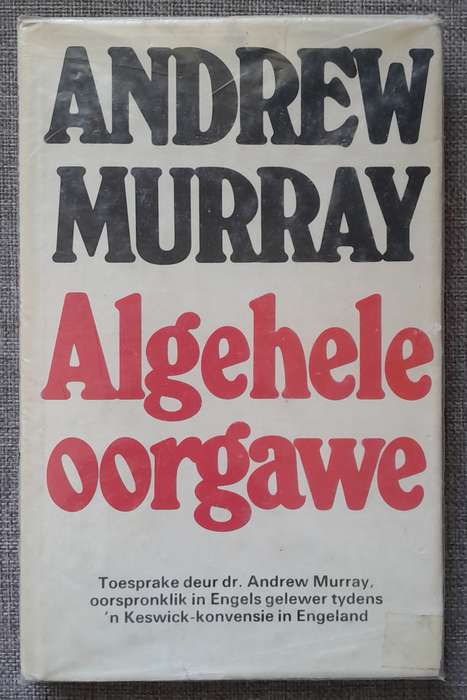 ANDREW
MURRAY
Algehele
oorgawe
Toesprake deur dr. Andrew Murray,
oorspronklik in Engels gelewer tydens
'n Keswick-konvensie in Engeland